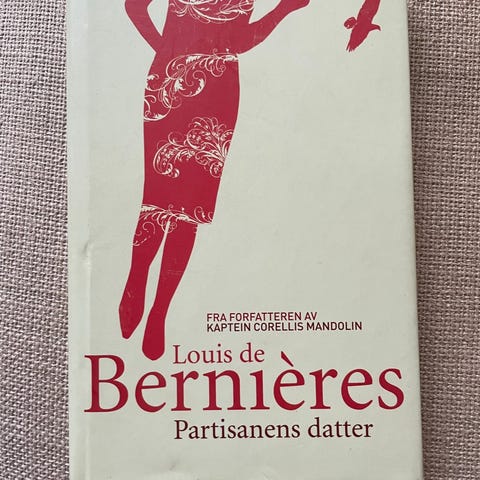 FRA FORFATTEREN AV
KAPTEIN CORELLIS MANDOLIN
Louis de
Bernières
Partisanens datter